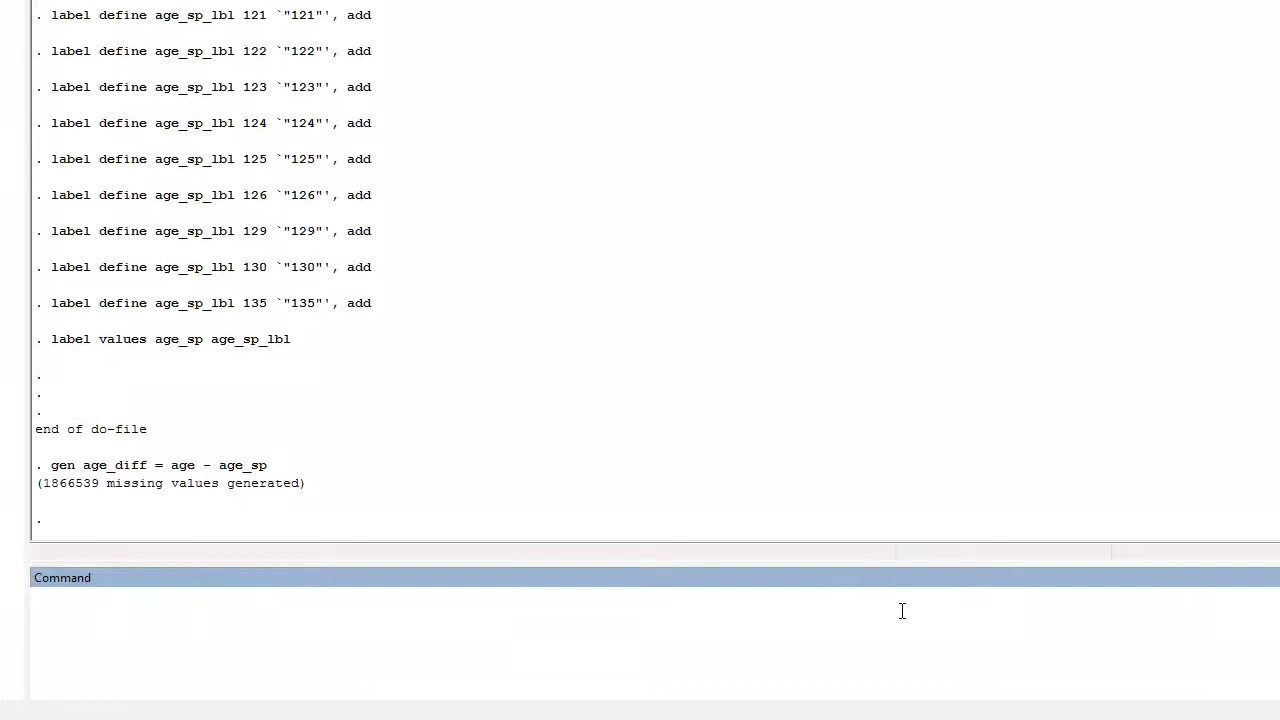 . label define age_sp_lbl 121 `"121"', add
. label define age_sp_lbl 122 `"122"', add
. label define age_sp_lbl 123 `"123"', add
. label define age_sp_lbl 124 `"124"', add
. label define age_sp_lbl 125 `"125"', add
. label define age_sp_lbl 126 `"126"', add
. label define age_sp_lbl 129 `"129"', add
. label define age_sp_lbl 130 `"130"', add
. label define age_sp_lbl 135 `"135"', add
. label values age_sp age_sp_lbl
.
.
.
end of do-file
. gen age_diff = age - age_sp
(1866539 missing values generated)
.
Command